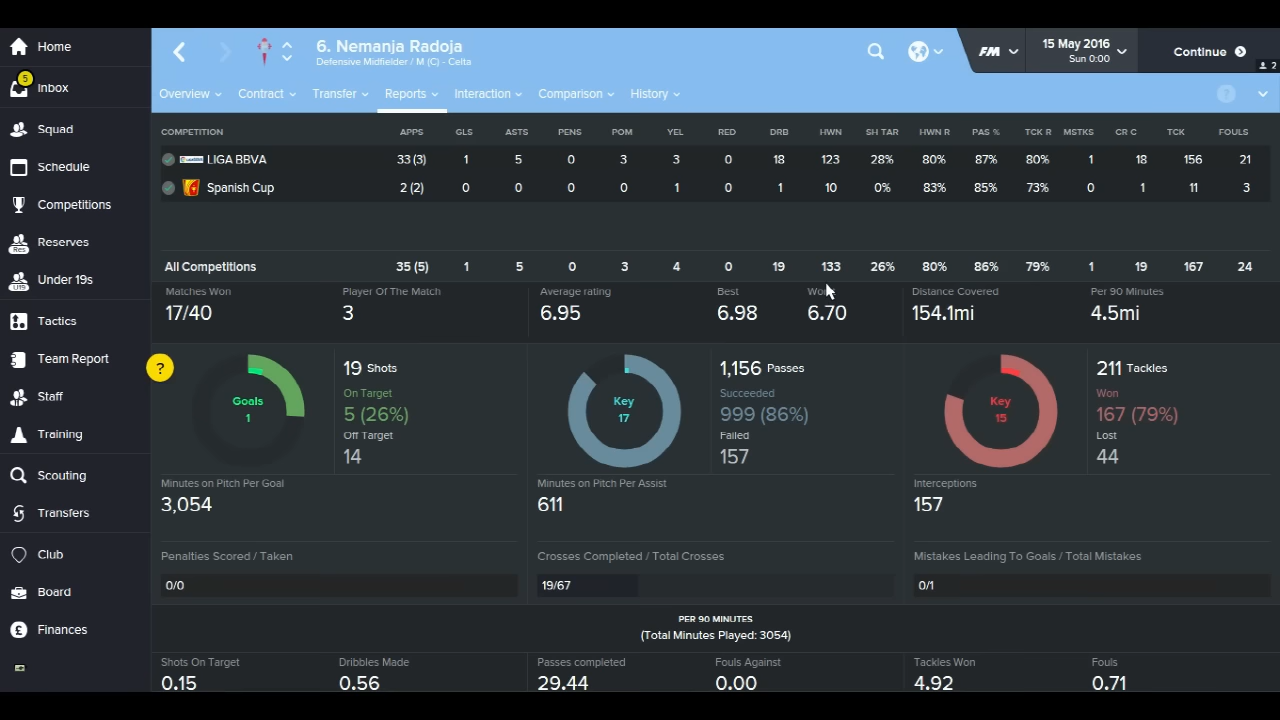 Home
5
Inbox
Squad
Schedule
Competitions
Res
Reserves
U19
Under 19s
Tactics
Team Report
Staff
Training
Scouting
Transfers
Club
Board
£
Finances
6. Nemanja Radoja
Defensive Midfielder / M (C) - Celta
FM
15 May 2016
Sun 0:00
Continue
2
Overview Contract Transfer Reports Interaction Comparison History
?
COMPETITION APPS GLS ASTS PENS POM YEL RED DRB HWN SH TAR HWN R PAS % TCK R MSTKS CR C TCK FOULS
LIGA BBVA 33 (3) 1 5 0 3 3 0 18 123 28% 80% 87% 80% 1 18 156 21
Spanish Cup 2 (2) 0 0 0 0 1 0 1 10 0% 83% 85% 73% 0 1 11 3
All Competitions 35 (5) 1 5 0 3 4 0 19 133 26% 80% 86% 79% 1 19 167 24
Matches Won Player Of The Match Average rating Best Distance Covered Per 90 Minutes
17/40 3 6.95 6.98 6.70 154.1mi 4.5mi
?
Goals
1
19 Shots
On Target
5 (26%)
Off Target
14
Key
17
1,156 Passes
Succeeded
999 (86%)
Failed
157
Key
15
211 Tackles
Won
167 (79%)
Lost
44
Minutes on Pitch Per Goal Minutes on Pitch Per Assist Interceptions
3,054 611 157
Penalties Scored / Taken Crosses Completed / Total Crosses Mistakes Leading To Goals / Total Mistakes
0/0 19/67 0/1
PER 90 MINUTES
(Total Minutes Played: 3054)
Shots On Target Dribbles Made Passes completed Fouls Against Tackles Won Fouls
0.15 0.56 29.44 0.00 4.92 0.71